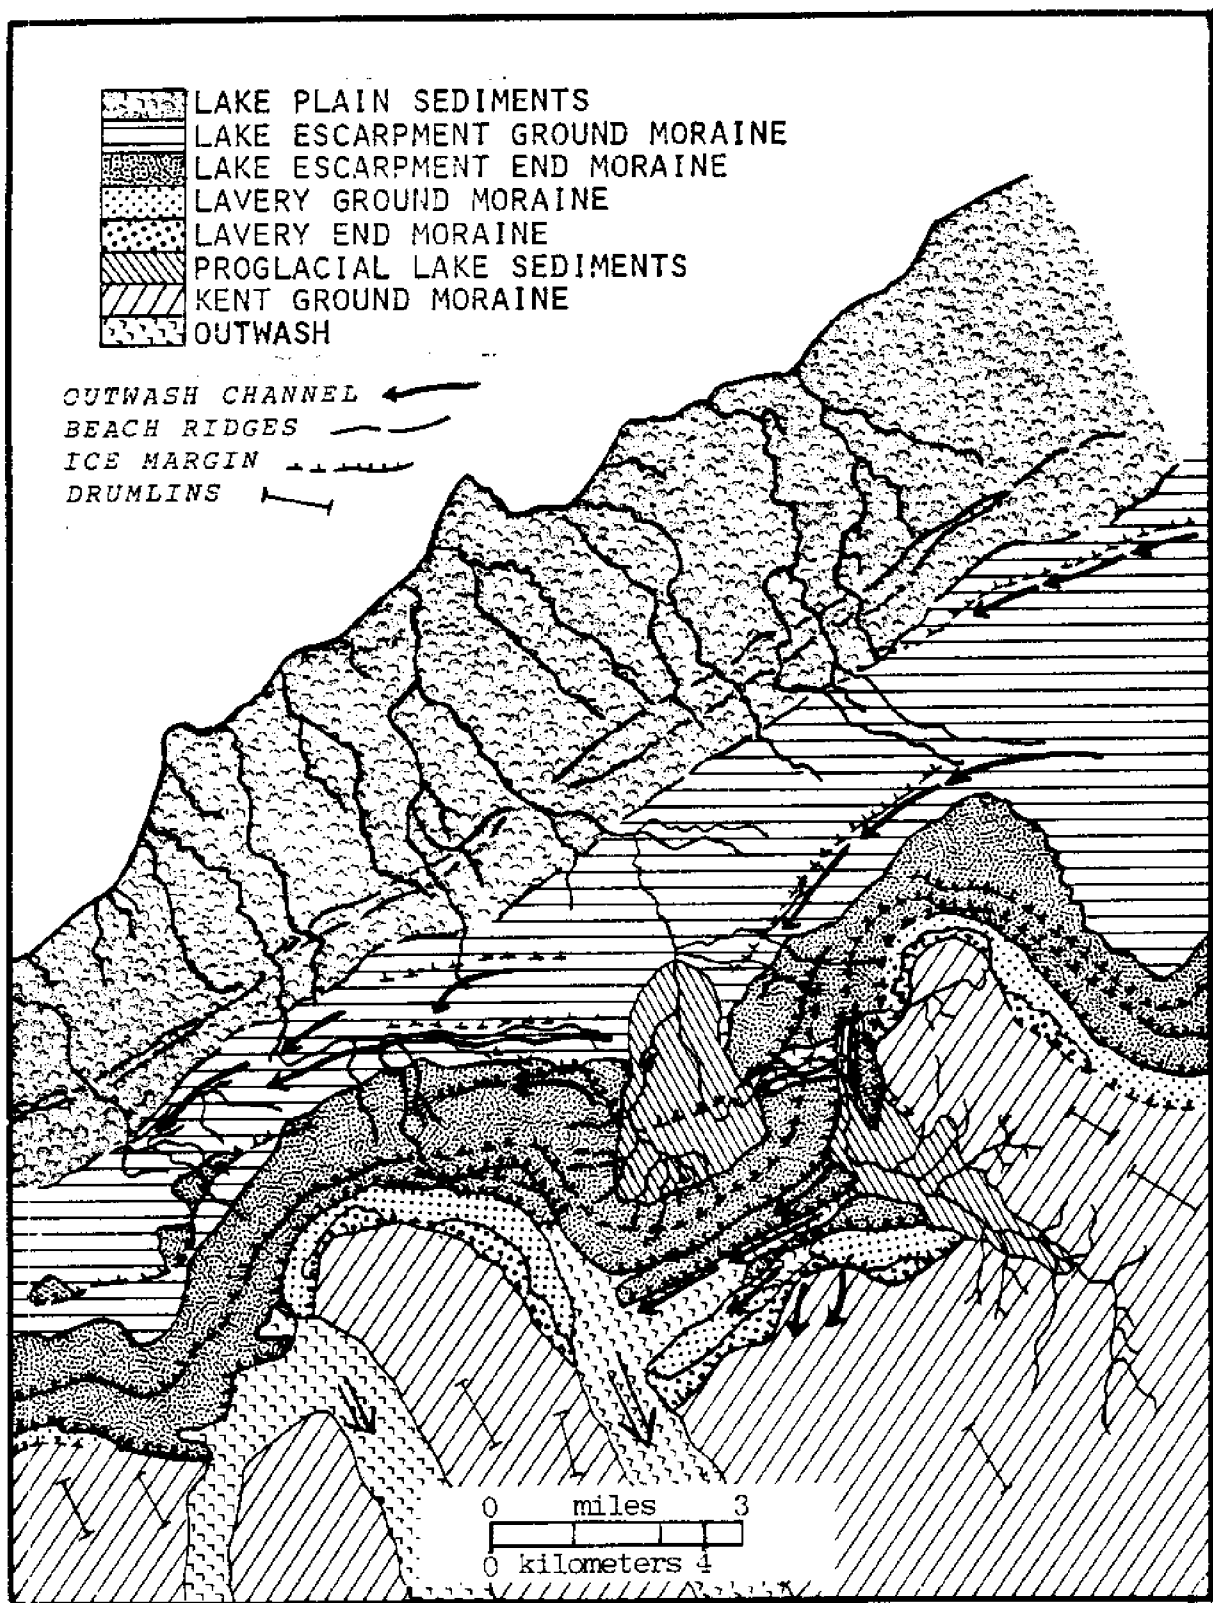 LAKE PLAIN SEDIMENTS
LAKE ESCARPMENT GROUND MORAINE
LAKE ESCARPMENT END MORAINE
LAVERY GROUND MORAINE
LAVERY END MORAINE
PROGLACIAL LAKE SEDIMENTS
KENT GROUND MORAINE
OUTWASH
OUTWASH CHANNEL
BEACH RIDGES
ICE MARGIN
DRUMLINS
0 miles 3
0 kilometers 4